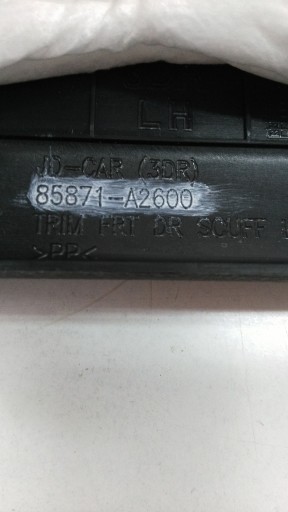 LH
JD-CAR (3DR)
85871-A2600
TRIM FRT DR SCUFF
>PP<